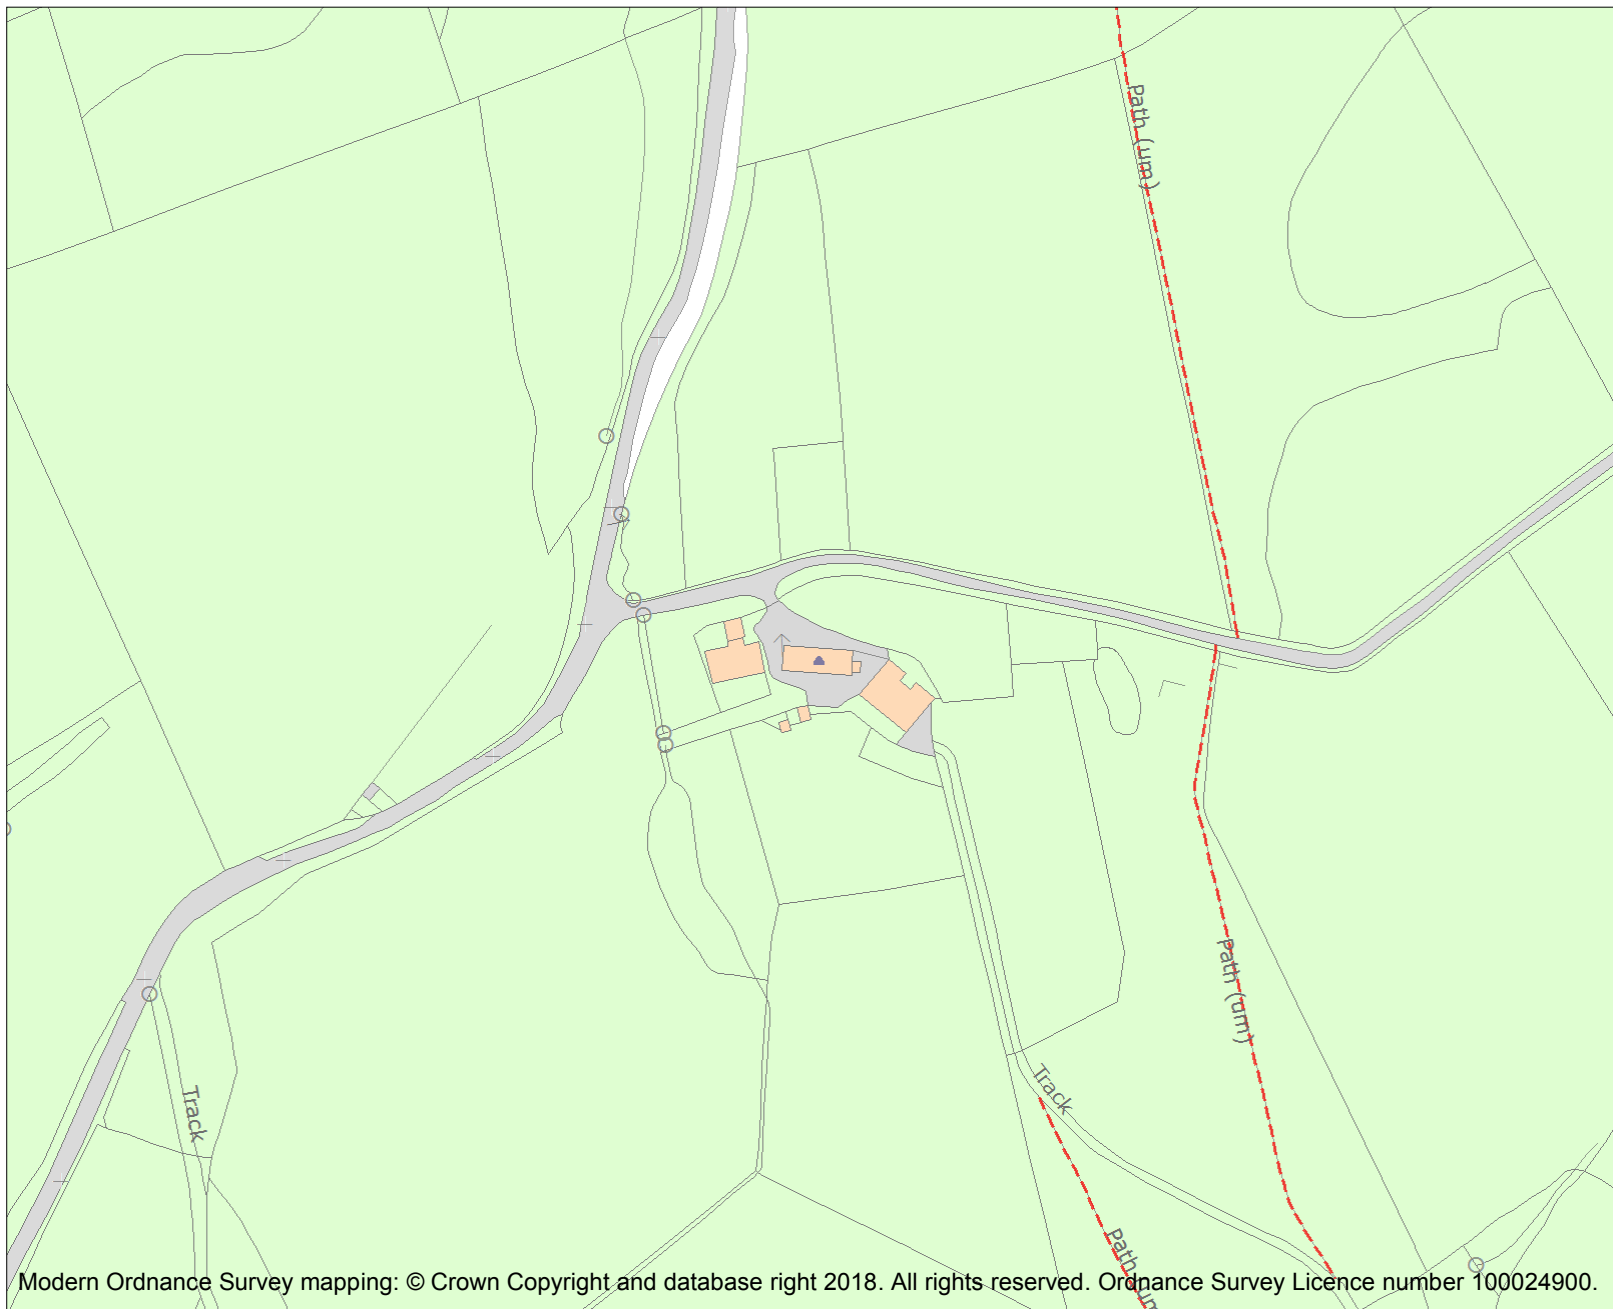 Path (um)
Path (um)
Track
Track
Path (um
Modern Ordnance Survey mapping: © Crown Copyright and database right 2018. All rights reserved. Ordnance Survey Licence number 100024900.